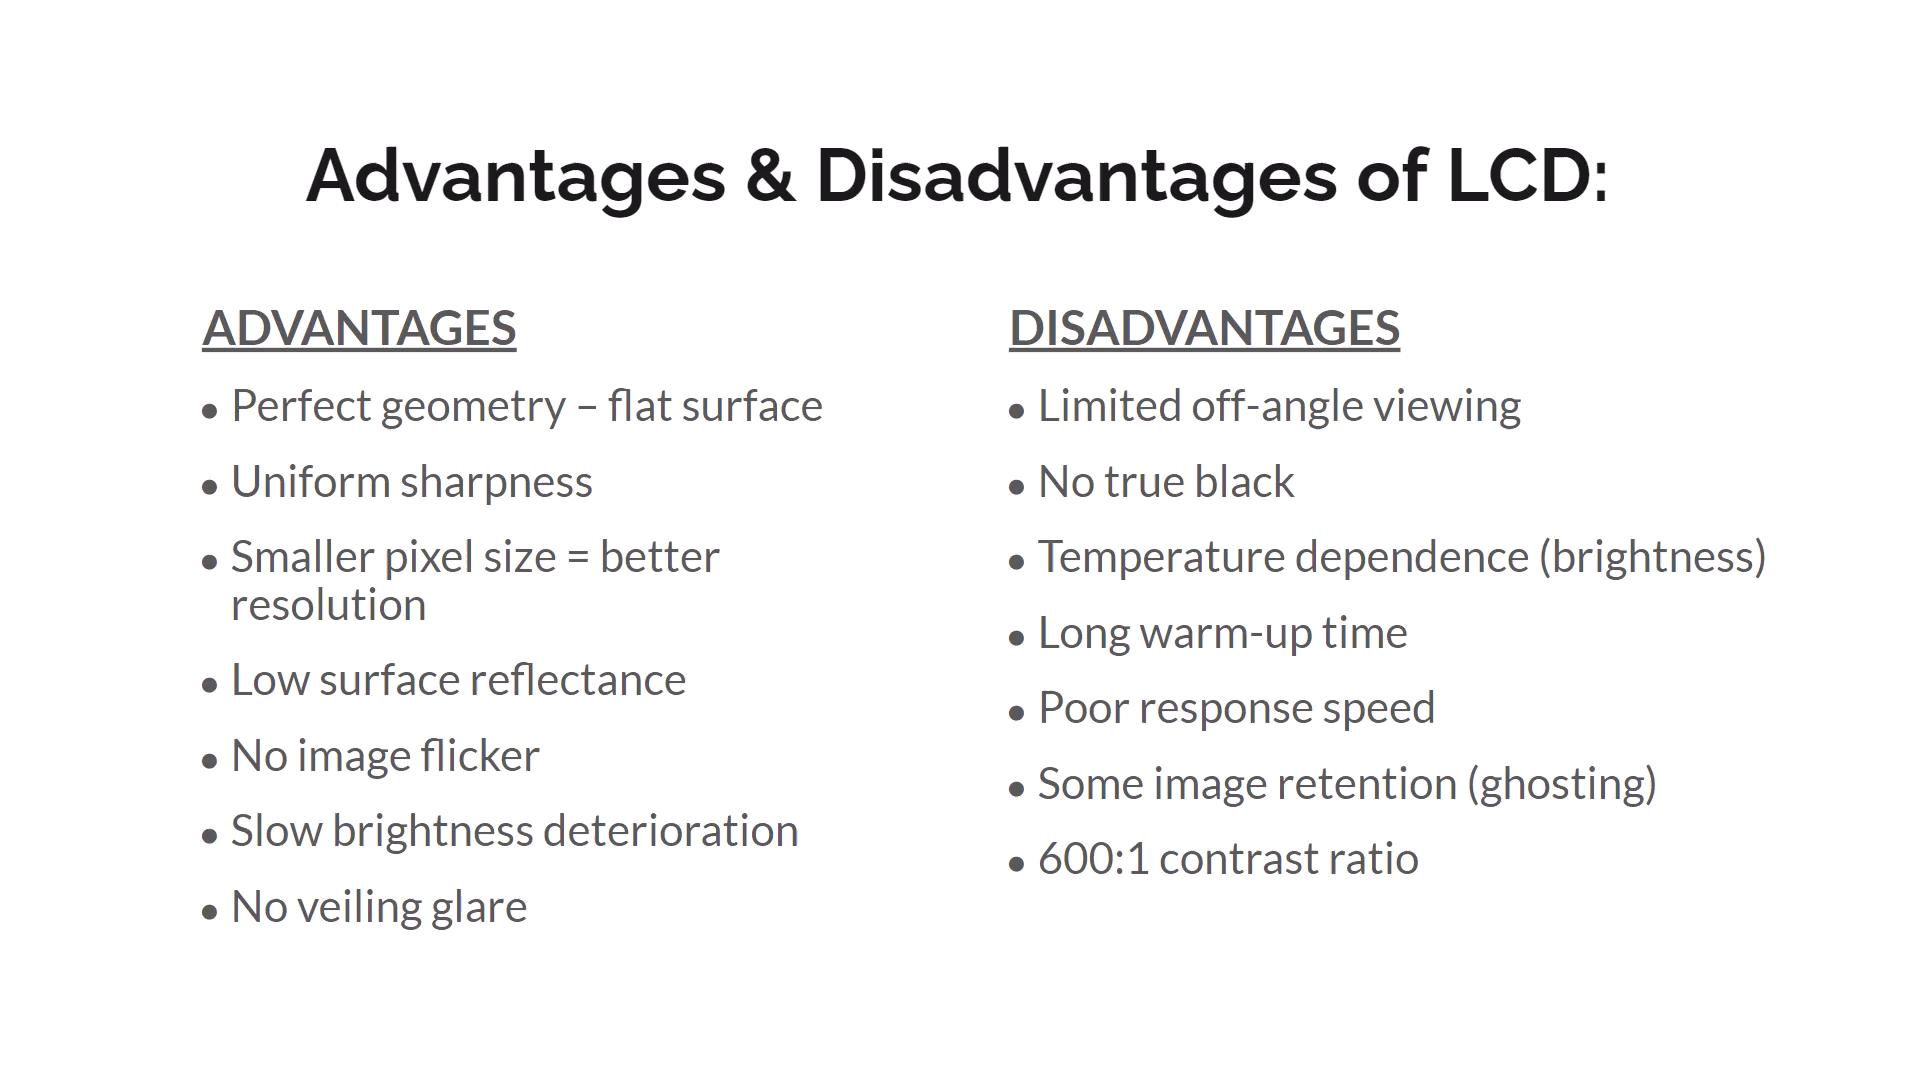 Advantages & Disadvantages of LCD:
ADVANTAGES
• Perfect geometry – flat surface
• Uniform sharpness
• Smaller pixel size = better
resolution
• Low surface reflectance
• No image flicker
• Slow brightness deterioration
• No veiling glare
DISADVANTAGES
• Limited off-angle viewing
• No true black
• Temperature dependence (brightness)
• Long warm-up time
• Poor response speed
• Some image retention (ghosting)
• 600:1 contrast ratio